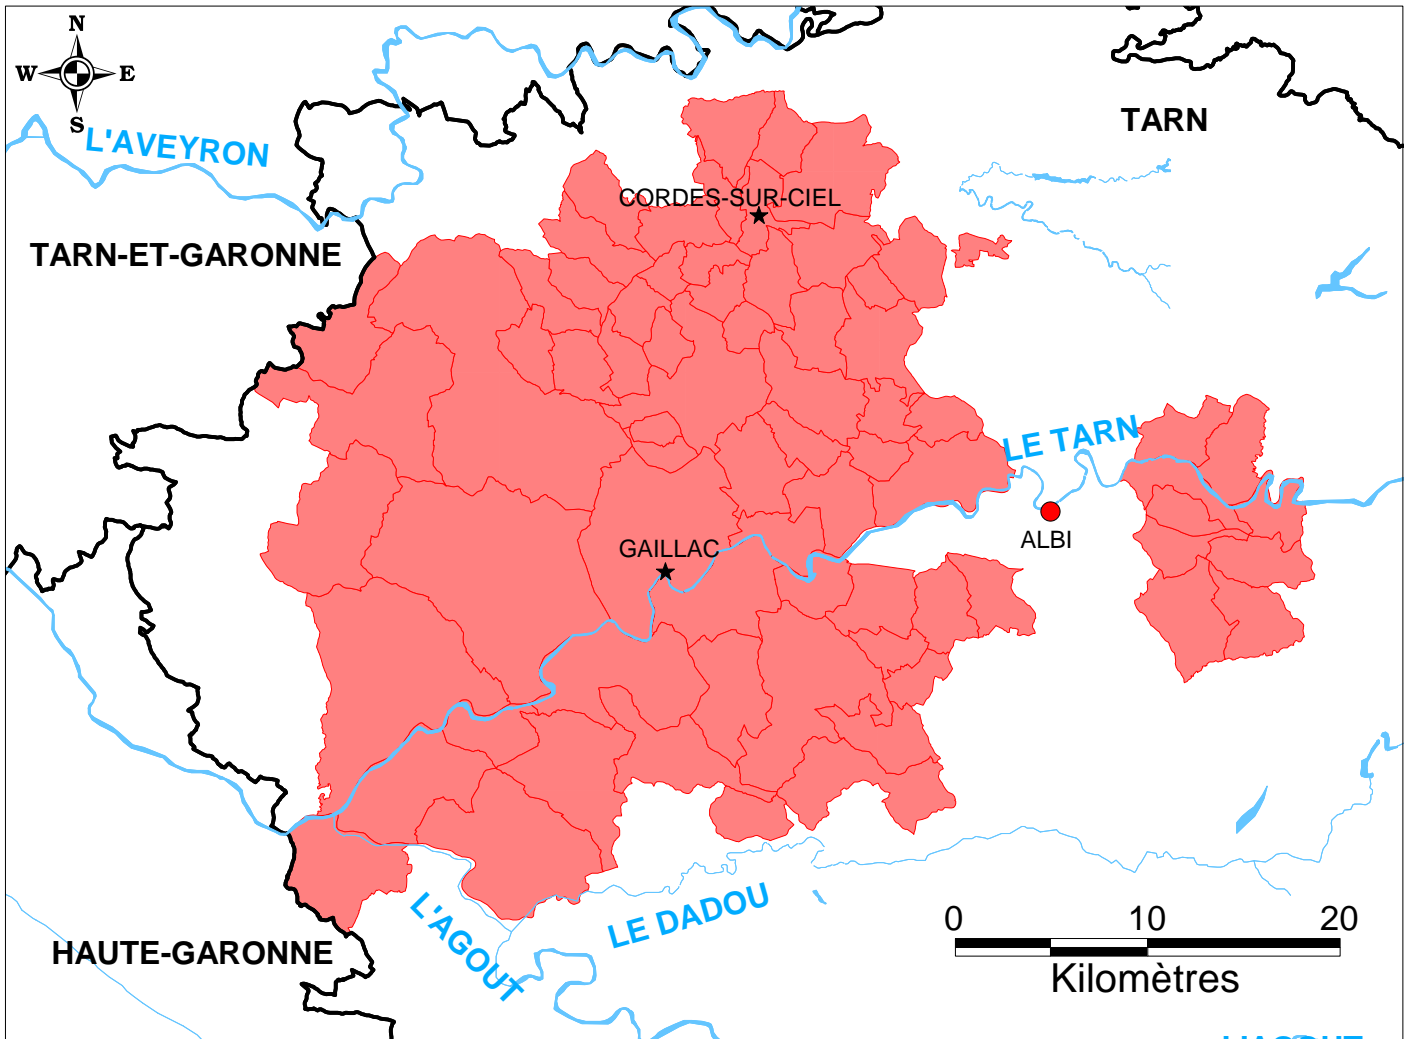 N
W E
S
L'AVEYRON
TARN
CORDES-SUR-CIEL
TARN-ET-GARONNE
LE TARN
ALBI
GAILLAC
L'AGOUT
LE DADOU
HAUTE-GARONNE
0 10 20
Kilomètres